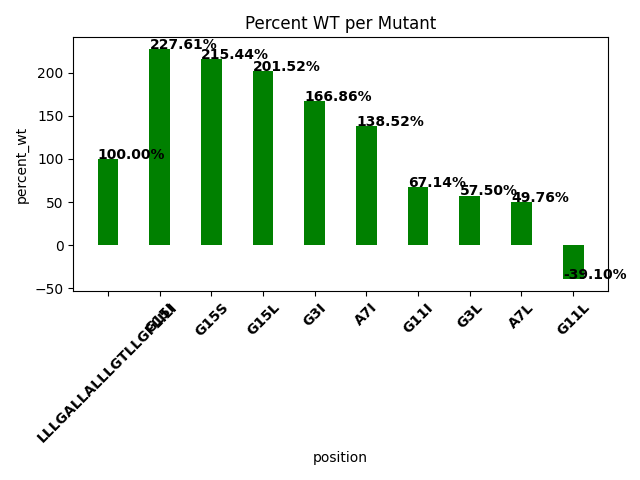 Percent WT per Mutant
percent_wt
200
150
100
50
0
−50
100.00%
227.61%
215.44%
201.52%
166.86%
138.52%
67.14%
57.50%
49.76%
-39.10%
G15I
G15S
G15L
G3I
A7I
G11I
G3L
A7L
G11L
position